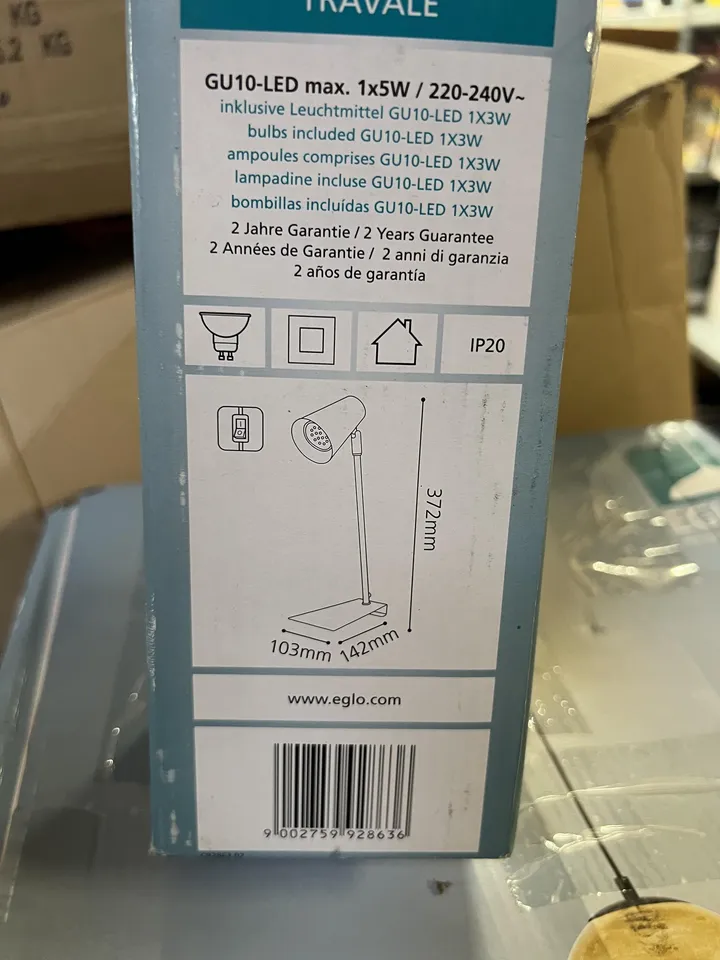 KG
KG
TRAVALE
GU10-LED max. 1x5W / 220-240V~
inklusive Leuchtmittel GU10-LED 1X3W
bulbs included GU10-LED 1X3W
ampoules comprises GU10-LED 1X3W
lampadine incluse GU10-LED 1X3W
bombillas incluídas GU10-LED 1X3W
2 Jahre Garantie / 2 Years Guarantee
2 Années de Garantie / 2 anni di garanzia
2 años de garantía
IP20
372mm
103mm 142mm
www.eglo.com
9 002759 928636